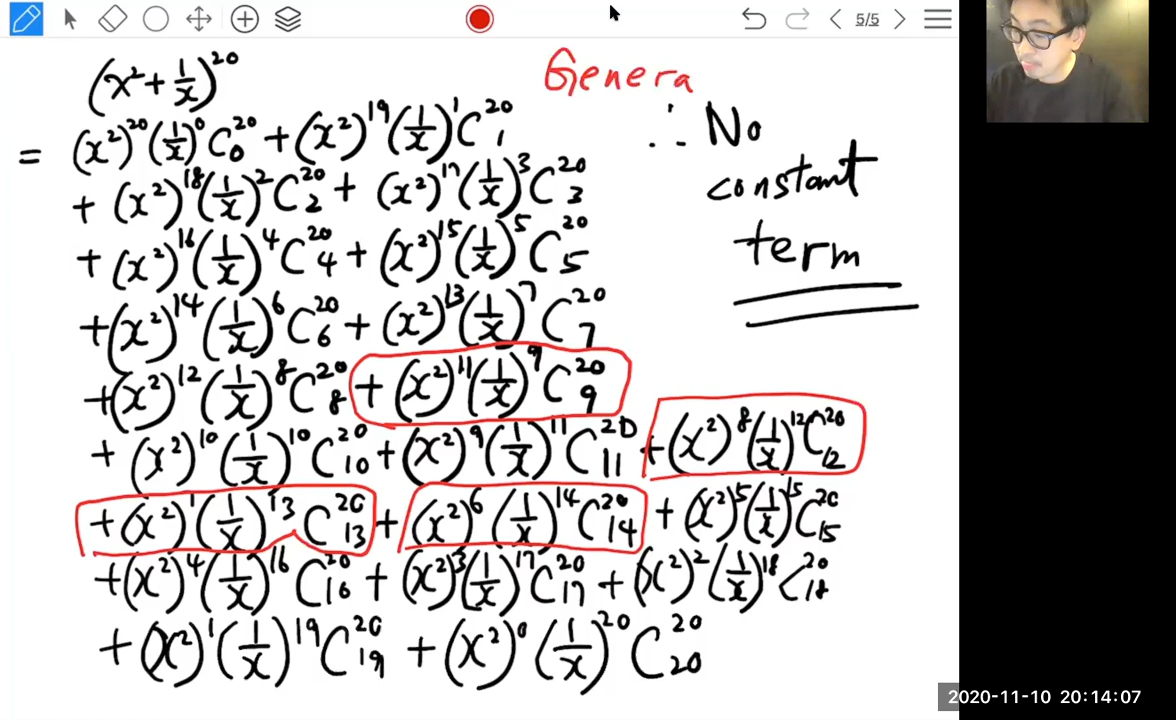 5/5
(x²+1/x)²⁰
Genera
= (x²)²⁰(1/x)⁰C²⁰₀ + (x²)¹⁹(1/x)¹C²⁰₁
∴ No
constant
term
+ (x²)¹⁸(1/x)²C²⁰₂ + (x²)¹⁷(1/x)³C²⁰₃
+ (x²)¹⁶(1/x)⁴C²⁰₄ + (x²)¹⁵(1/x)⁵C²⁰₅
+ (x²)¹⁴(1/x)⁶C²⁰₆ + (x²)¹³(1/x)⁷C²⁰₇
+ (x²)¹²(1/x)⁸C²⁰₈ + (x²)¹¹(1/x)⁹C²⁰₉
+ (x²)¹⁰(1/x)¹⁰C²⁰₁₀ + (x²)⁹(1/x)¹¹C²⁰₁₁ + (x²)⁸(1/x)¹²C²⁰₁₂
+ (x²)¹(1/x)¹³C²⁰₁₃ + (x²)⁶(1/x)¹⁴C²⁰₁₄ + (x²)⁵(1/x)¹⁵C²⁰₁₅
+ (x²)⁴(1/x)¹⁶C²⁰₁₆ + (x²)³(1/x)¹⁷C²⁰₁₇ + (x²)²(1/x)¹⁸C²⁰₁₈
+ (x²)¹(1/x)¹⁹C²⁰₁₉ + (x²)⁰(1/x)²⁰C²⁰₂₀
2020-11-10 20:14:07